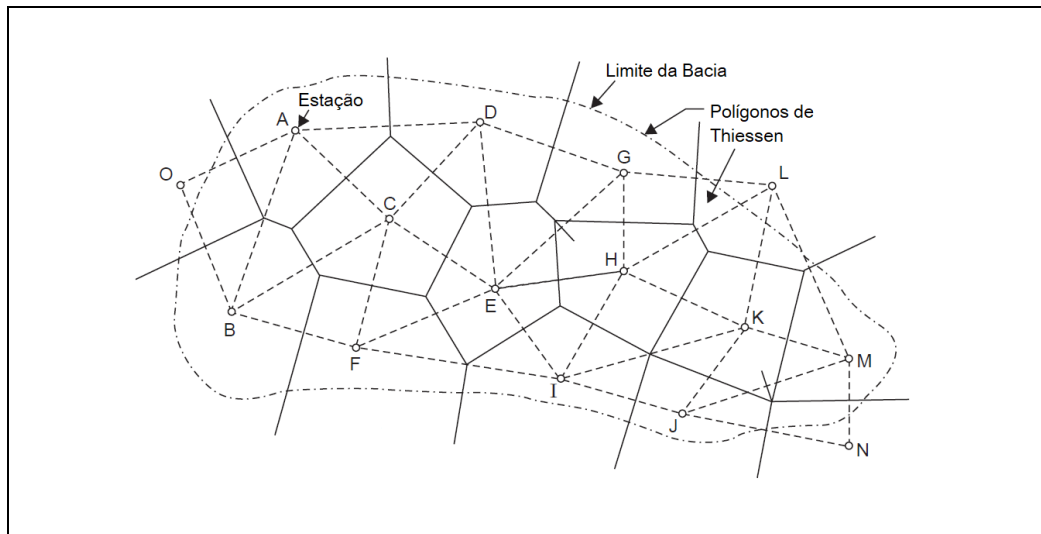 Limite da Bacia
Estação
Polígonos de
Thiessen
A
D
G
O
L
C
H
E
B
K
F
M
I
J
N